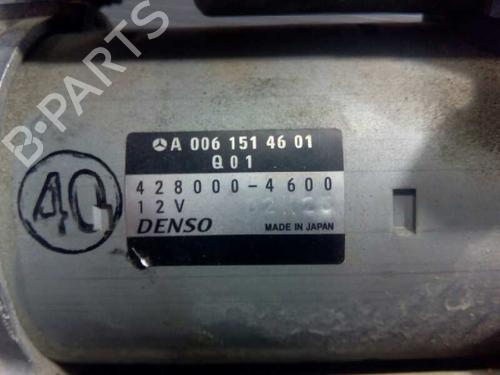 B-PARTS
A 006 151 46 01
Q01
428000-4600
12V
DENSO MADE IN JAPAN
40